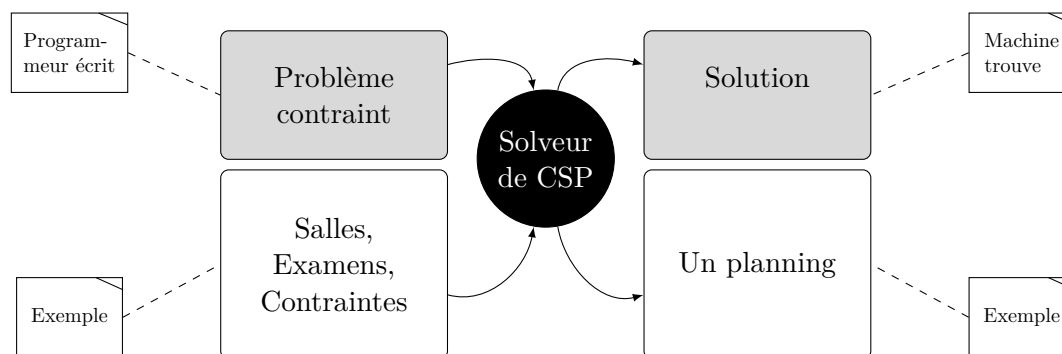 Program-
meur écrit
Problème
contraint
Solveur
de CSP
Solution
Machine
trouve
Exemple
Salles,
Examens,
Contraintes
Un planning
Exemple